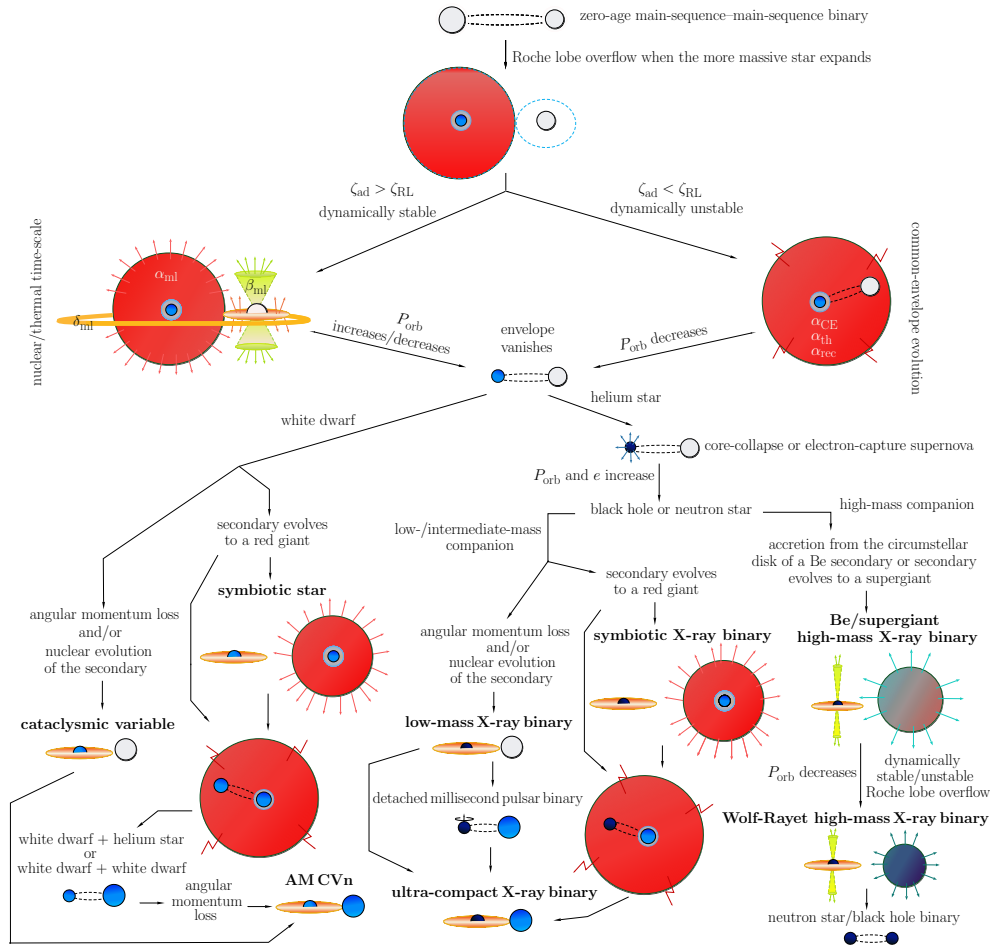 zero-age main-sequence–main-sequence binary
Roche lobe overflow when the more massive star expands
ζad > ζRL
dynamically stable
ζad < ζRL
dynamically unstable
nuclear/thermal time-scale
αml
βml
δml
Porb
increases/decreases
envelope
vanishes
Porb decreases
αCE
αth
αrec
common-envelope evolution
white dwarf
helium star
core-collapse or electron-capture supernova
Porb and e increase
black hole or neutron star
low-/intermediate-mass
companion
high-mass companion
secondary evolves
to a red giant
symbiotic star
angular momentum loss
and/or
nuclear evolution
of the secondary
cataclysmic variable
white dwarf + helium star
or
white dwarf + white dwarf
angular
momentum
loss
AM CVn
angular momentum loss
and/or
nuclear evolution
of the secondary
low-mass X-ray binary
detached millisecond pulsar binary
ultra-compact X-ray binary
secondary evolves
to a red giant
symbiotic X-ray binary
accretion from the circumstellar
disk of a Be secondary or secondary
evolves to a supergiant
Be/supergiant
high-mass X-ray binary
Porb decreases
dynamically
stable/unstable
Roche lobe overflow
Wolf-Rayet high-mass X-ray binary
neutron star/black hole binary